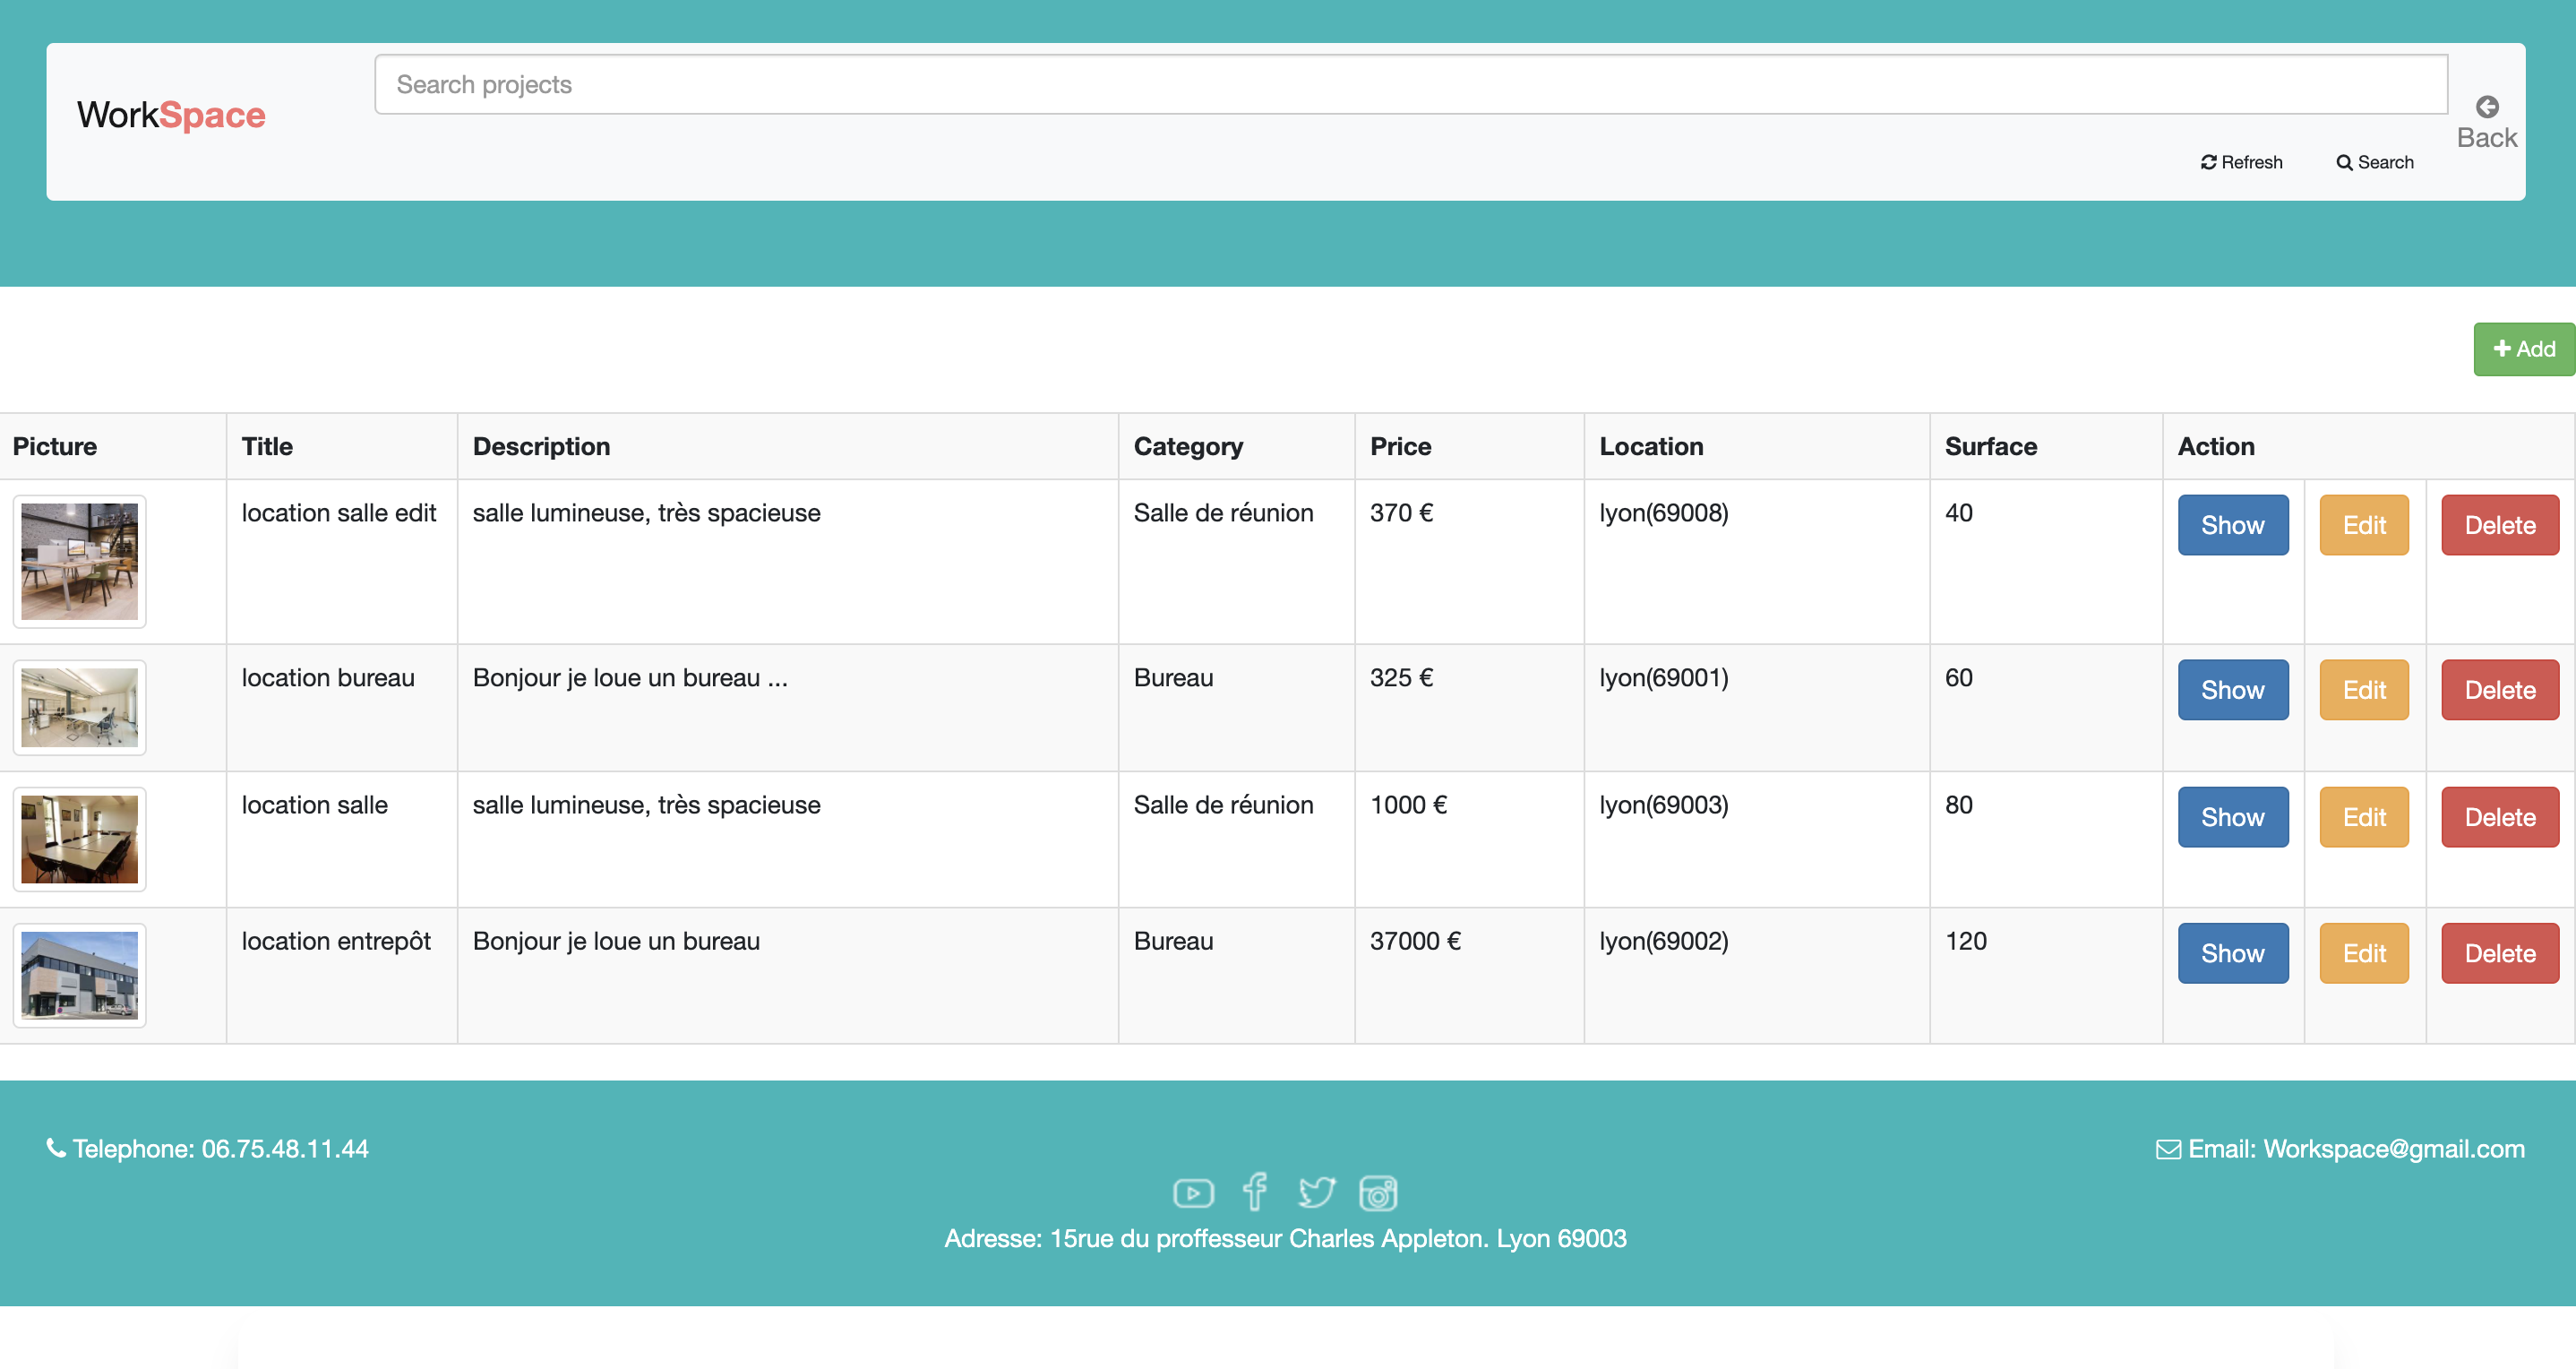 Search projects
WorkSpace
Back
Refresh Search
Add
Picture Title Description Category Price Location Surface Action
location salle edit salle lumineuse, très spacieuse Salle de réunion 370 € lyon(69008) 40 Show Edit Delete
location bureau Bonjour je loue un bureau ... Bureau 325 € lyon(69001) 60 Show Edit Delete
location salle salle lumineuse, très spacieuse Salle de réunion 1000 € lyon(69003) 80 Show Edit Delete
location entrepôt Bonjour je loue un bureau Bureau 37000 € lyon(69002) 120 Show Edit Delete
Telephone: 06.75.48.11.44 Email: Workspace@gmail.com
Adresse: 15rue du proffesseur Charles Appleton. Lyon 69003